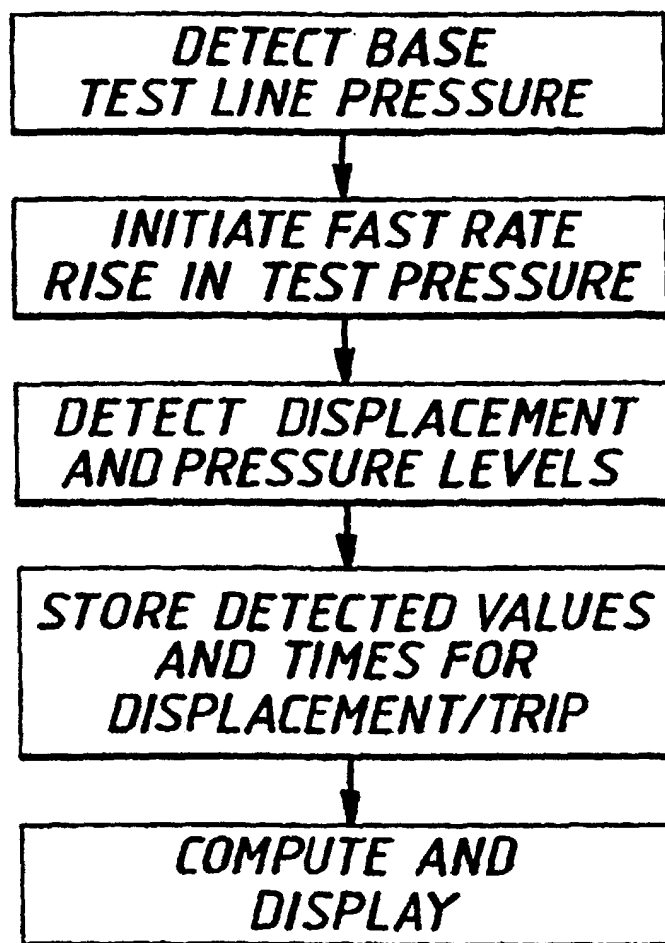 DETECT BASE
TEST LINE PRESSURE
INITIATE FAST RATE
RISE IN TEST PRESSURE
DETECT DISPLACEMENT
AND PRESSURE LEVELS
STORE DETECTED VALUES
AND TIMES FOR
DISPLACEMENT/TRIP
COMPUTE AND
DISPLAY